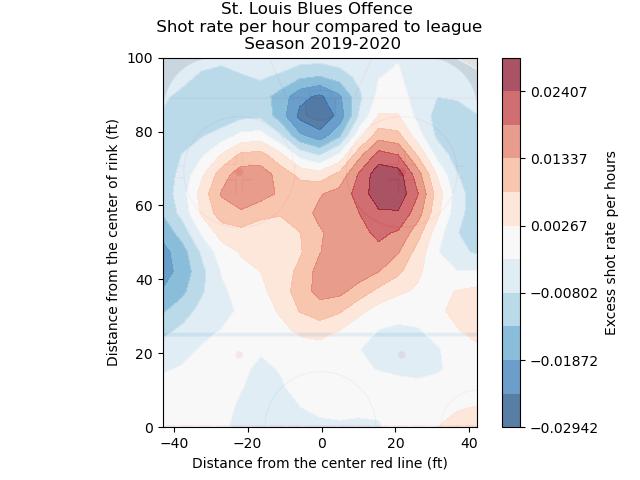 St. Louis Blues Offence
Shot rate per hour compared to league
Season 2019-2020
100
80
60
40
20
0
Distance from the center of rink (ft)
−40
−20
0
20
40
Distance from the center red line (ft)
0.02407
0.01337
0.00267
−0.00802
−0.01872
−0.02942
Excess shot rate per hours